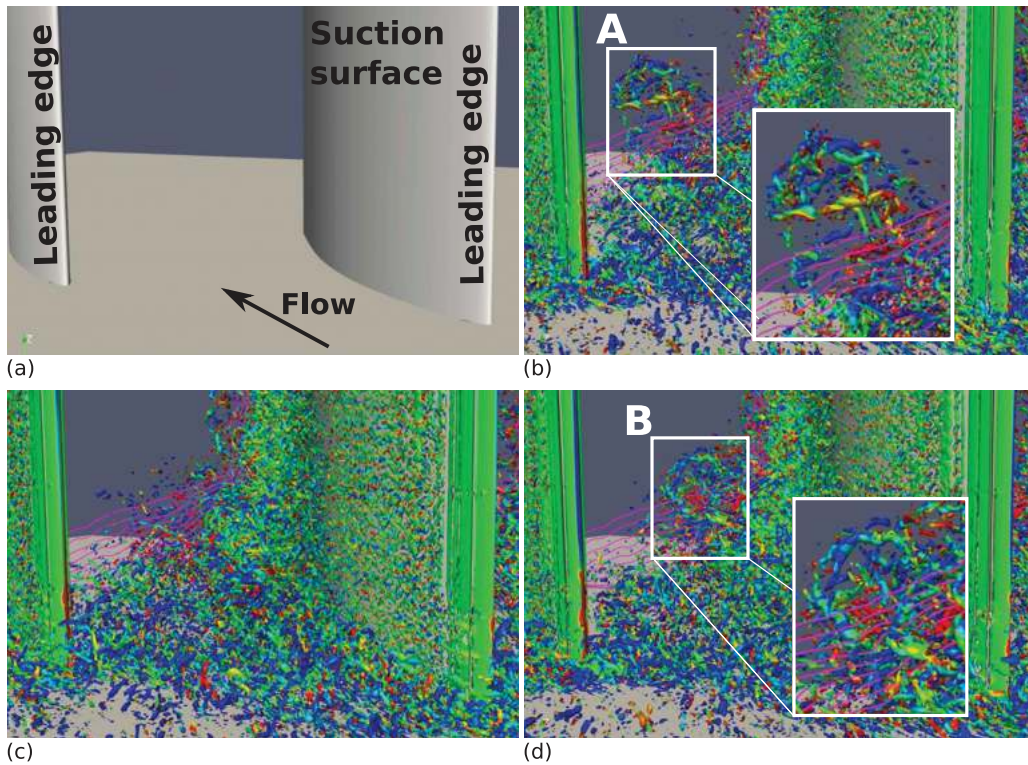 Leading edge
Suction
surface
Leading edge
Flow
(a)
A
(b)
(c)
B
(d)